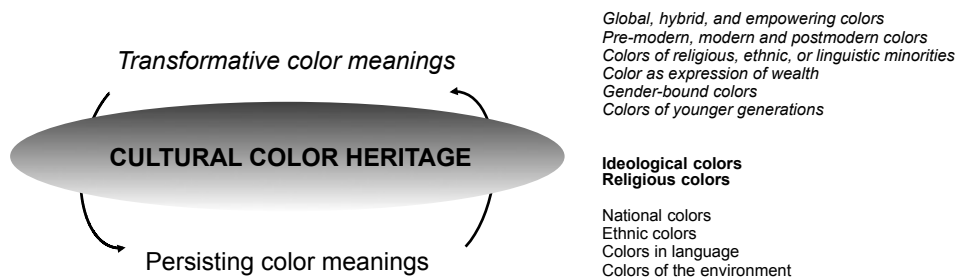 Transformative color meanings
CULTURAL COLOR HERITAGE
Persisting color meanings
Global, hybrid, and empowering colors
Pre-modern, modern and postmodern colors
Colors of religious, ethnic, or linguistic minorities
Color as expression of wealth
Gender-bound colors
Colors of younger generations
Ideological colors
Religious colors
National colors
Ethnic colors
Colors in language
Colors of the environment